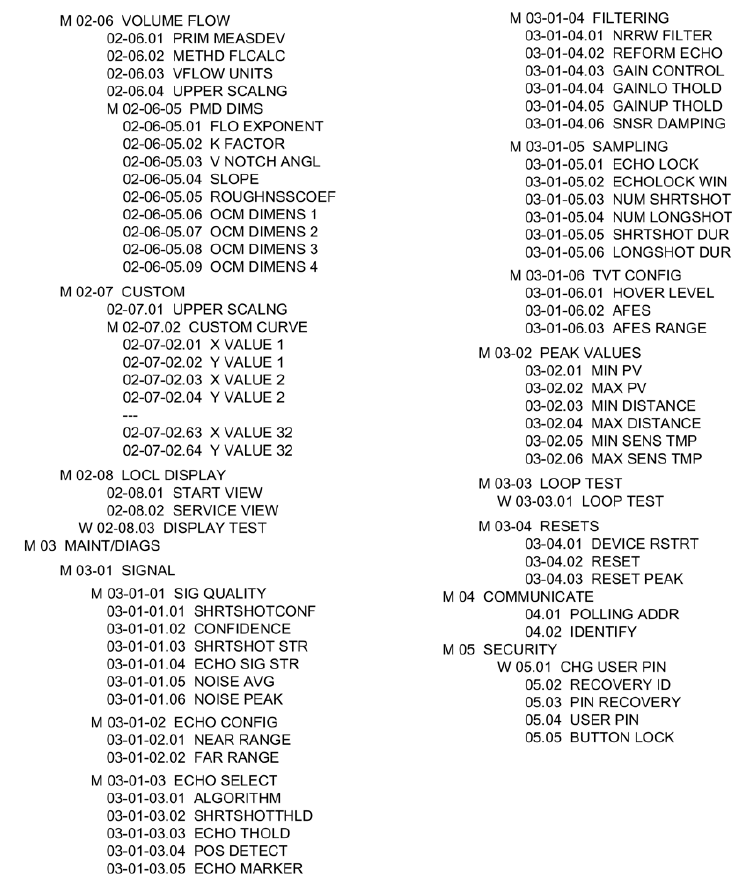 M 02-06 VOLUME FLOW
02-06.01 PRIM MEASDEV
02-06.02 METHD FLCALC
02-06.03 VFLOW UNITS
02-06.04 UPPER SCALNG
M 02-06-05 PMD DIMS
02-06-05.01 FLO EXPONENT
02-06-05.02 K FACTOR
02-06-05.03 V NOTCH ANGL
02-06-05.04 SLOPE
02-06-05.05 ROUGHNSSCOEF
02-06-05.06 OCM DIMENS 1
02-06-05.07 OCM DIMENS 2
02-06-05.08 OCM DIMENS 3
02-06-05.09 OCM DIMENS 4
M 02-07 CUSTOM
02-07.01 UPPER SCALNG
M 02-07.02 CUSTOM CURVE
02-07-02.01 X VALUE 1
02-07-02.02 Y VALUE 1
02-07-02.03 X VALUE 2
02-07-02.04 Y VALUE 2
---
02-07-02.63 X VALUE 32
02-07-02.64 Y VALUE 32
M 02-08 LOCL DISPLAY
02-08.01 START VIEW
02-08.02 SERVICE VIEW
W 02-08.03 DISPLAY TEST
M 03 MAINT/DIAGS
M 03-01 SIGNAL
M 03-01-01 SIG QUALITY
03-01-01.01 SHRTSHOTCONF
03-01-01.02 CONFIDENCE
03-01-01.03 SHRTSHOT STR
03-01-01.04 ECHO SIG STR
03-01-01.05 NOISE AVG
03-01-01.06 NOISE PEAK
M 03-01-02 ECHO CONFIG
03-01-02.01 NEAR RANGE
03-01-02.02 FAR RANGE
M 03-01-03 ECHO SELECT
03-01-03.01 ALGORITHM
03-01-03.02 SHRTSHOTTHLD
03-01-03.03 ECHO THOLD
03-01-03.04 POS DETECT
03-01-03.05 ECHO MARKER
M 03-01-04 FILTERING
03-01-04.01 NRRW FILTER
03-01-04.02 REFORM ECHO
03-01-04.03 GAIN CONTROL
03-01-04.04 GAINLO THOLD
03-01-04.05 GAINUP THOLD
03-01-04.06 SNSR DAMPING
M 03-01-05 SAMPLING
03-01-05.01 ECHO LOCK
03-01-05.02 ECHOLOCK WIN
03-01-05.03 NUM SHRTSHOT
03-01-05.04 NUM LONGSHOT
03-01-05.05 SHRTSHOT DUR
03-01-05.06 LONGSHOT DUR
M 03-01-06 TVT CONFIG
03-01-06.01 HOVER LEVEL
03-01-06.02 AFES
03-01-06.03 AFES RANGE
M 03-02 PEAK VALUES
03-02.01 MIN PV
03-02.02 MAX PV
03-02.03 MIN DISTANCE
03-02.04 MAX DISTANCE
03-02.05 MIN SENS TMP
03-02.06 MAX SENS TMP
M 03-03 LOOP TEST
W 03-03.01 LOOP TEST
M 03-04 RESETS
03-04.01 DEVICE RSTRT
03-04.02 RESET
03-04.03 RESET PEAK
M 04 COMMUNICATE
04.01 POLLING ADDR
04.02 IDENTIFY
M 05 SECURITY
W 05.01 CHG USER PIN
05.02 RECOVERY ID
05.03 PIN RECOVERY
05.04 USER PIN
05.05 BUTTON LOCK